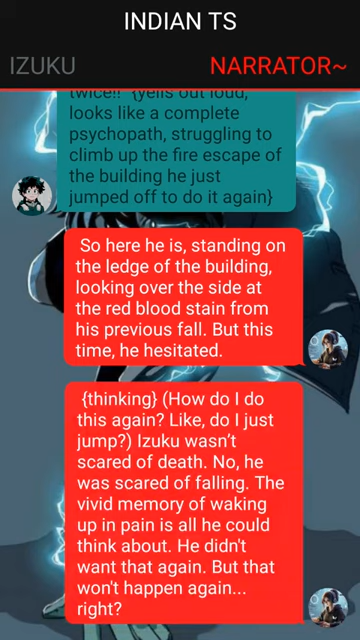 INDIAN TS
IZUKU
NARRATOR~
twice!! {yells out loud,
looks like a complete
psychopath, struggling to
climb up the fire escape of
the building he just
jumped off to do it again}
So here he is, standing on
the ledge of the building,
looking over the side at
the red blood stain from
his previous fall. But this
time, he hesitated.
{thinking} (How do I do
this again? Like, do I just
jump?) Izuku wasn't
scared of death. No, he
was scared of falling. The
vivid memory of waking
up in pain is all he could
think about. He didn't
want that again. But that
won't happen again...
right?